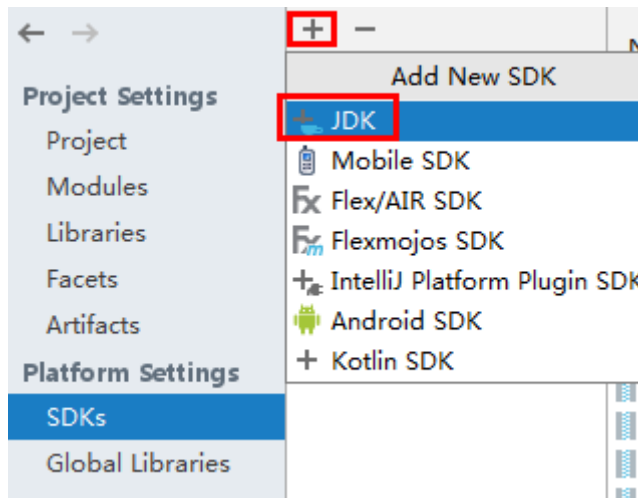 Project Settings
Project
Modules
Libraries
Facets
Artifacts
Platform Settings
SDKs
Global Libraries
Add New SDK
JDK
Mobile SDK
Flex/AIR SDK
Flexmojos SDK
IntelliJ Platform Plugin SDK
Android SDK
Kotlin SDK